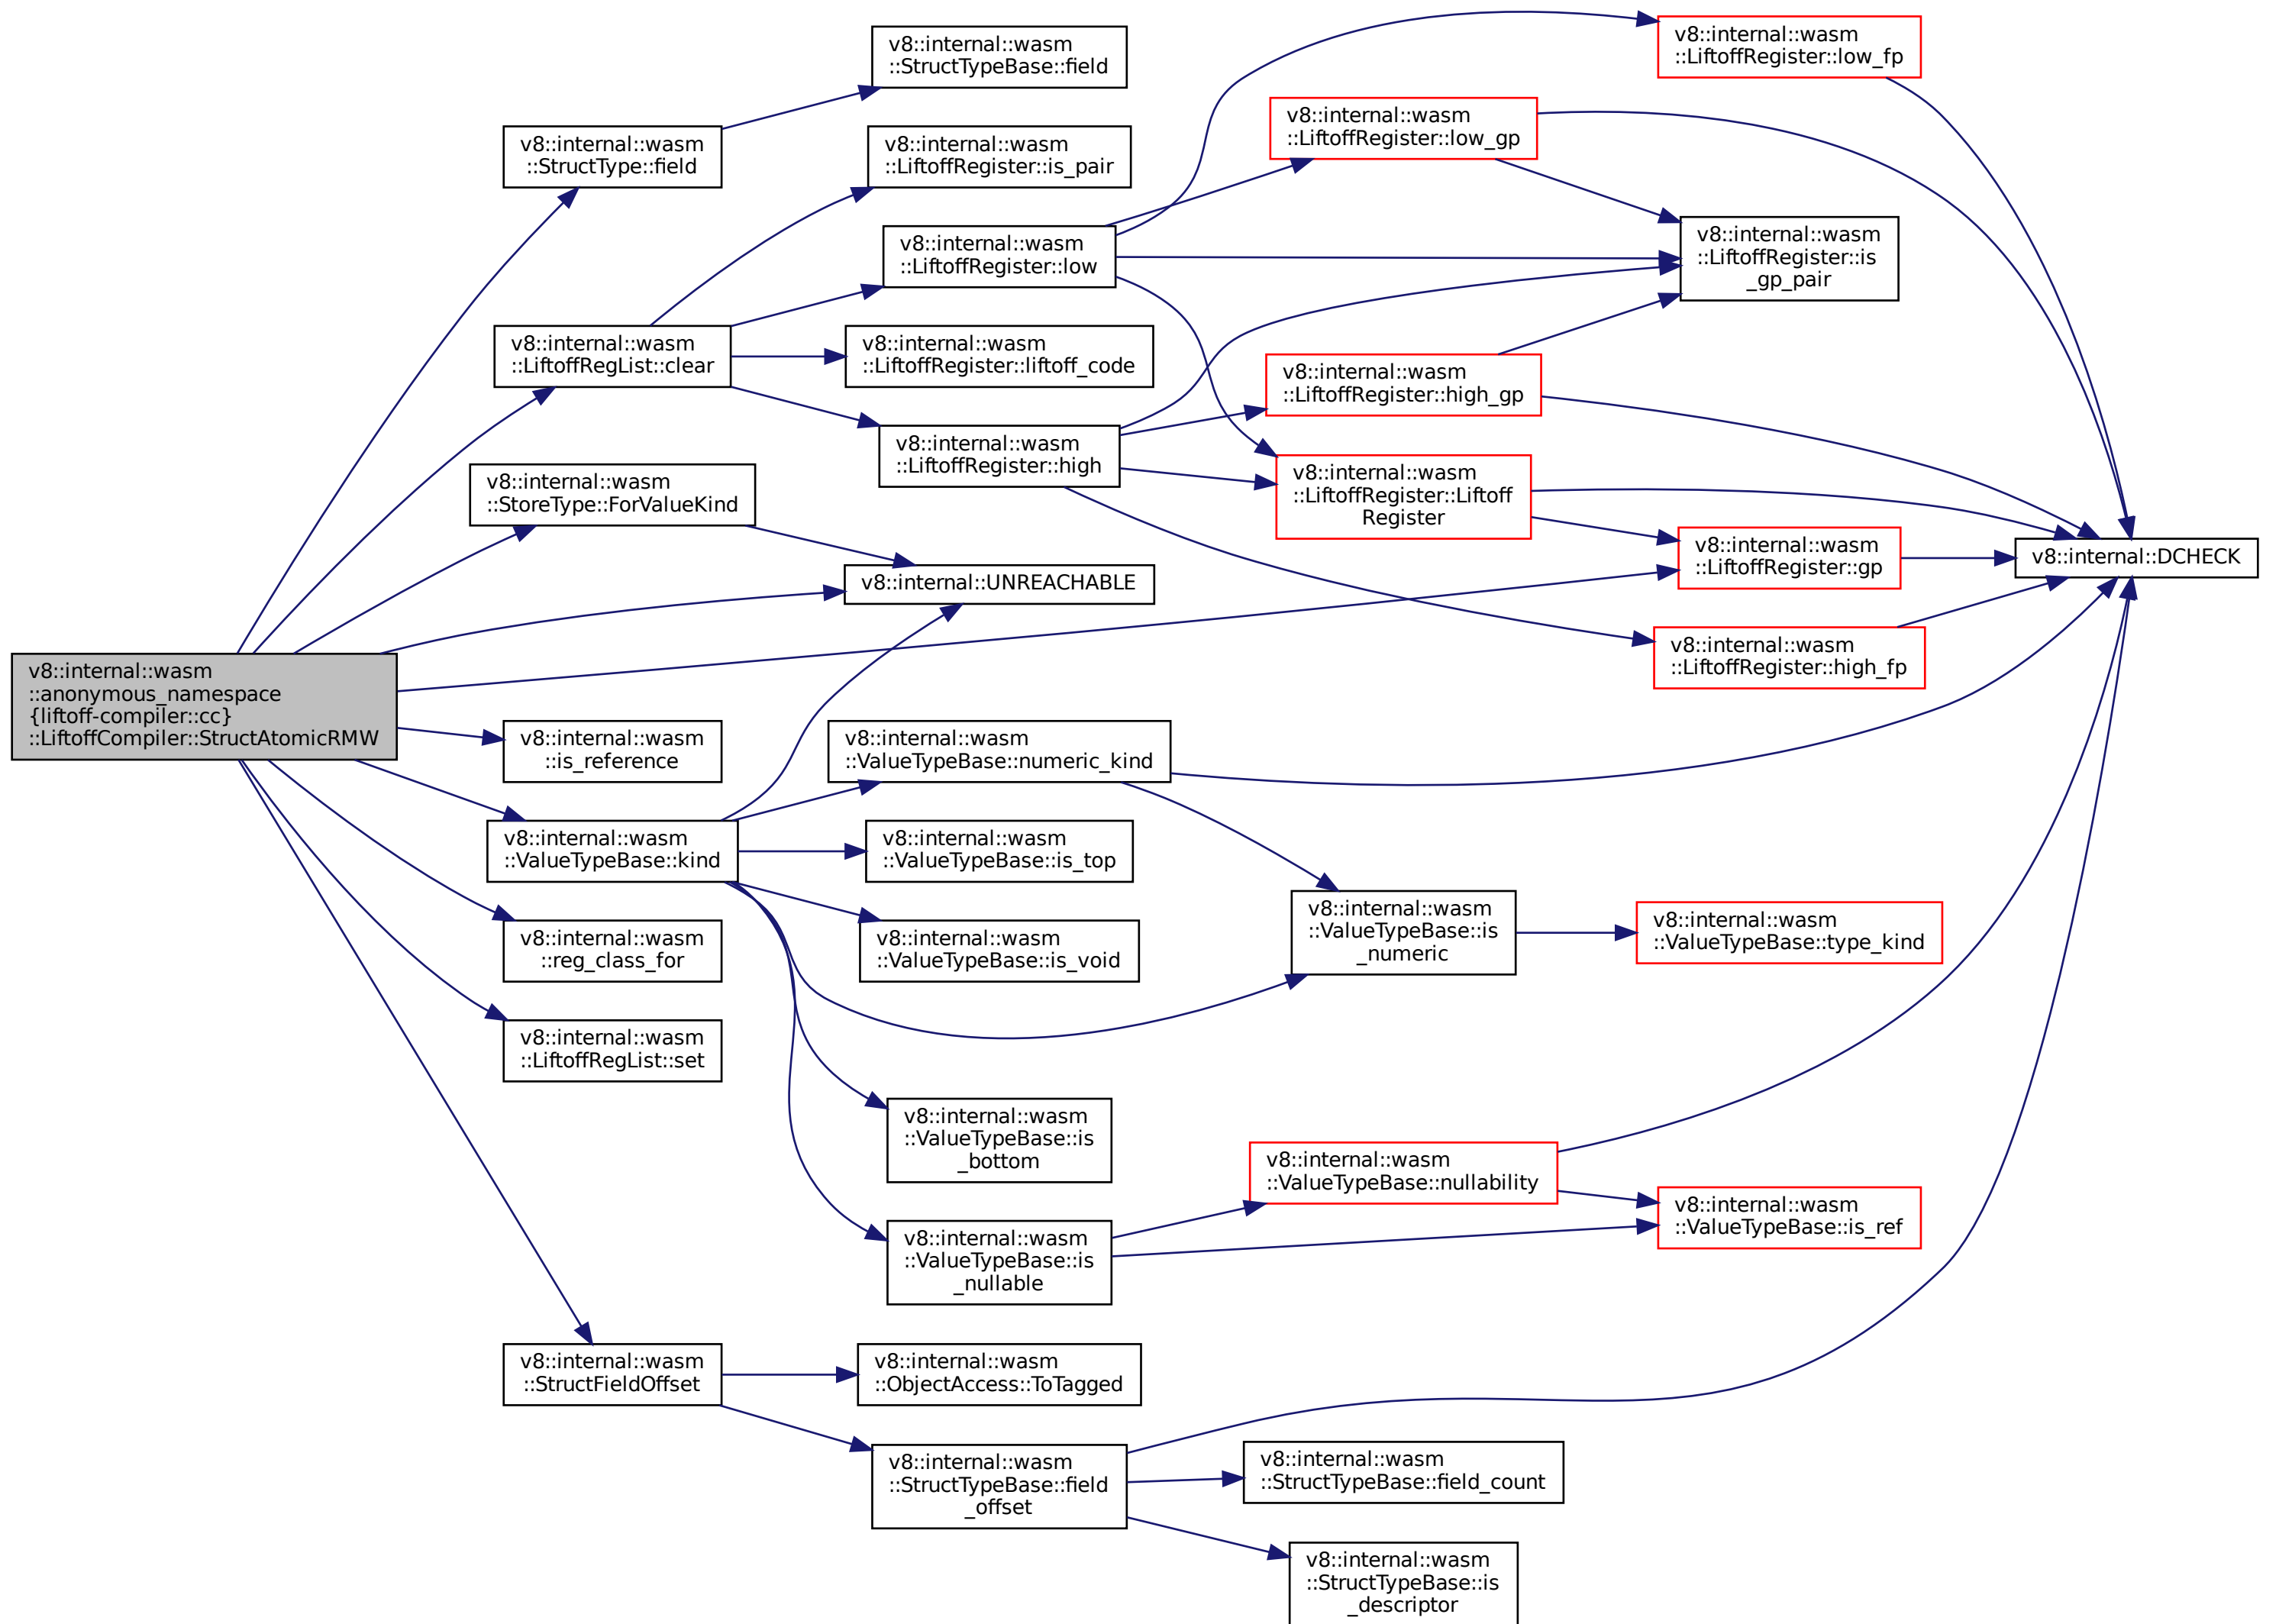 v8::internal::wasm
::anonymous_namespace
{liftoff-compiler::cc}
::LiftoffCompiler::StructAtomicRMW
v8::internal::wasm
::StructType::field
v8::internal::wasm
::StructTypeBase::field
v8::internal::wasm
::LiftoffRegList::clear
v8::internal::wasm
::LiftoffRegister::is_pair
v8::internal::wasm
::LiftoffRegister::low
v8::internal::wasm
::LiftoffRegister::liftoff_code
v8::internal::wasm
::LiftoffRegister::high
v8::internal::wasm
::LiftoffRegister::low_fp
v8::internal::wasm
::LiftoffRegister::low_gp
v8::internal::wasm
::LiftoffRegister::is
_gp_pair
v8::internal::wasm
::LiftoffRegister::high_gp
v8::internal::wasm
::LiftoffRegister::Liftoff
Register
v8::internal::wasm
::LiftoffRegister::gp
v8::internal::DCHECK
v8::internal::wasm
::LiftoffRegister::high_fp
v8::internal::wasm
::StoreType::ForValueKind
v8::internal::UNREACHABLE
v8::internal::wasm
::is_reference
v8::internal::wasm
::ValueTypeBase::kind
v8::internal::wasm
::ValueTypeBase::numeric_kind
v8::internal::wasm
::ValueTypeBase::is_top
v8::internal::wasm
::ValueTypeBase::is_void
v8::internal::wasm
::ValueTypeBase::is
_numeric
v8::internal::wasm
::ValueTypeBase::type_kind
v8::internal::wasm
::reg_class_for
v8::internal::wasm
::LiftoffRegList::set
v8::internal::wasm
::ValueTypeBase::is
_bottom
v8::internal::wasm
::ValueTypeBase::is
_nullable
v8::internal::wasm
::ValueTypeBase::nullability
v8::internal::wasm
::ValueTypeBase::is_ref
v8::internal::wasm
::StructFieldOffset
v8::internal::wasm
::ObjectAccess::ToTagged
v8::internal::wasm
::StructTypeBase::field
_offset
v8::internal::wasm
::StructTypeBase::field_count
v8::internal::wasm
::StructTypeBase::is
_descriptor